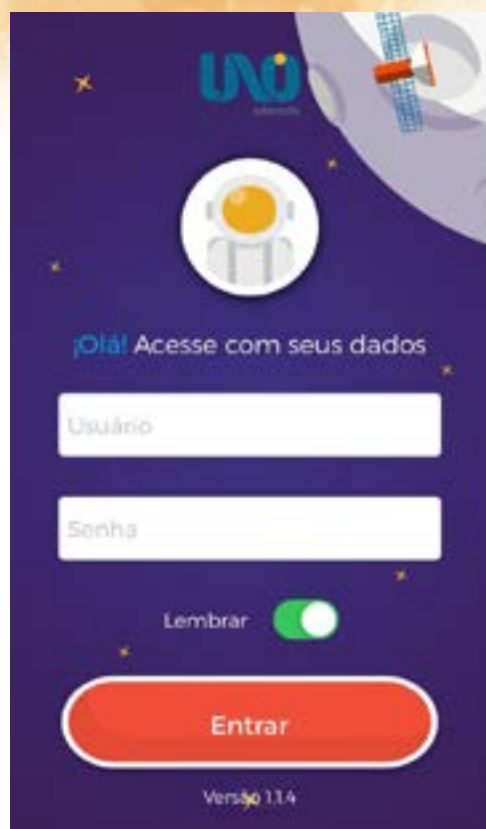 UNO
¡Olá! Acesse com seus dados
Usuário
Senha
Lembrar
Entrar
Versão 1.1.4